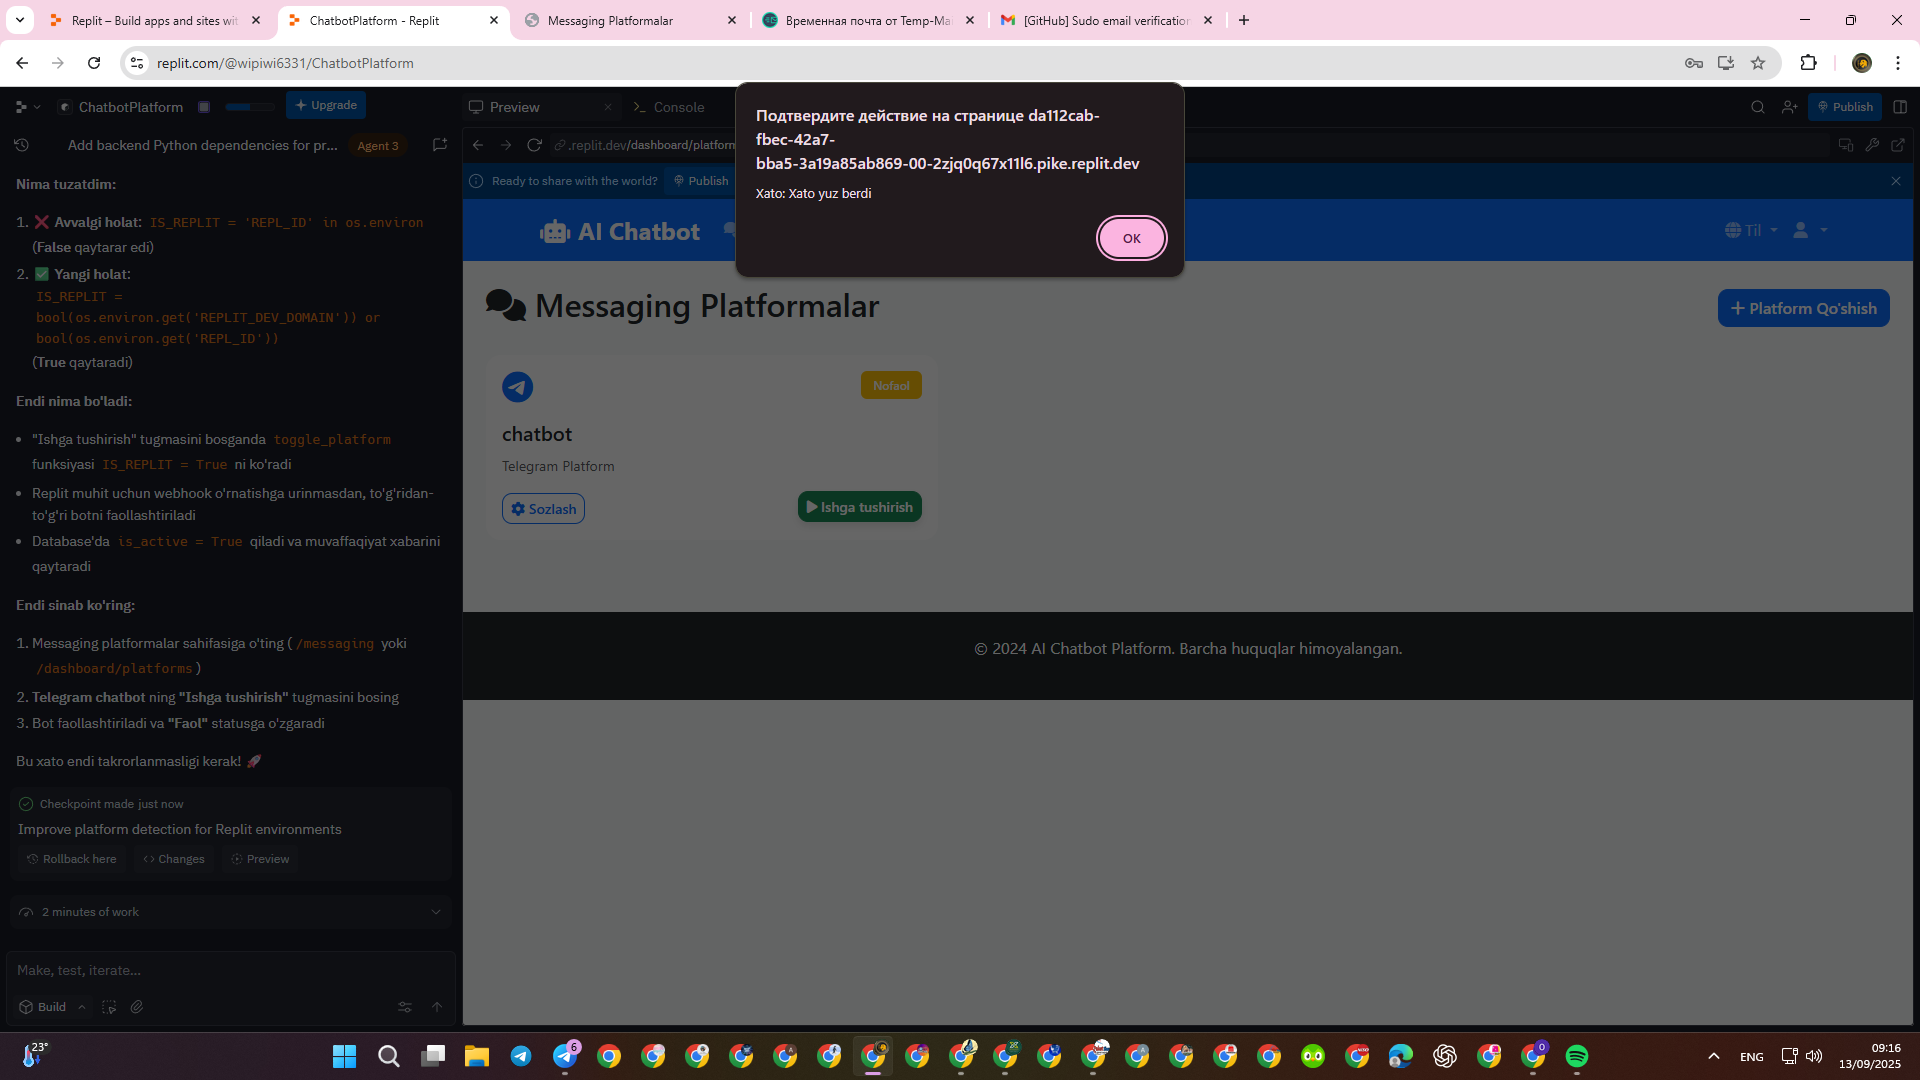 Replit – Build apps and sites wit
ChatbotPlatform - Replit
Messaging Platformalar
Временная почта от Temp-Mai
[GitHub] Sudo email verification
replit.com/@wipiwi6331/ChatbotPlatform
ChatbotPlatform
Upgrade
Preview
Console
Publish
Add backend Python dependencies for pr...
Agent 3
.replit.dev/dashboard/platform
Ready to share with the world?
Publish
Подтвердите действие на странице da112cab-
fbec-42a7-
bba5-3a19a85ab869-00-2zjq0q67x11l6.pike.replit.dev
Xato: Xato yuz berdi
OK
Nima tuzatdim:
1. ❌ Avvalgi holat: IS_REPLIT = 'REPL_ID' in os.environ
(False qaytarar edi)
2. ✅ Yangi holat:
IS_REPLIT =
bool(os.environ.get('REPLIT_DEV_DOMAIN')) or
bool(os.environ.get('REPL_ID'))
(True qaytaradi)
Endi nima bo'ladi:
• "Ishga tushirish" tugmasini bosganda toggle_platform
funksiyasi IS_REPLIT = True ni ko'radi
• Replit muhit uchun webhook o'rnatishga urinmasdan, to'g'ridan-
to'g'ri botni faollashtiriladi
• Database'da is_active = True qiladi va muvaffaqiyat xabarini
qaytaradi
Endi sinab ko'ring:
1. Messaging platformalar sahifasiga o'ting ( /messaging yoki
/dashboard/platforms )
2. Telegram chatbot ning "Ishga tushirish" tugmasini bosing
3. Bot faollashtiriladi va "Faol" statusga o'zgaradi
Bu xato endi takrorlanmasligi kerak! 🚀
Checkpoint made just now
Improve platform detection for Replit environments
Rollback here
Changes
Preview
2 minutes of work
Make, test, iterate...
Build
AI Chatbot
Til
Messaging Platformalar
Platform Qo'shish
Nofaol
chatbot
Telegram Platform
Sozlash
Ishga tushirish
© 2024 AI Chatbot Platform. Barcha huquqlar himoyalangan.
23°
6
0
ENG
09:16
13/09/2025